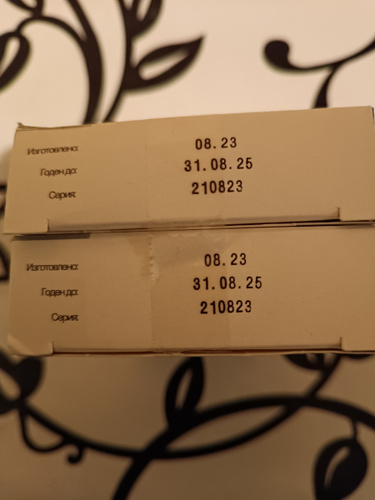 Изготовлено: 08.23
Годен до: 31.08.25
Серия: 210823
Изготовлено: 08.23
Годен до: 31.08.25
Серия: 210823